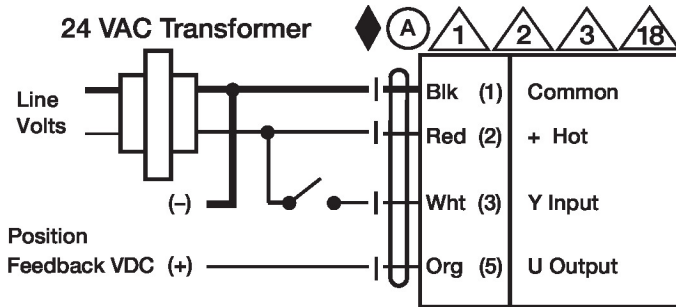 24 VAC Transformer
A 1 2 3 18
Line
Volts
Blk (1) Common
Red (2) + Hot
(–)
Wht (3) Y Input
Position
Feedback VDC (+)
Org (5) U Output